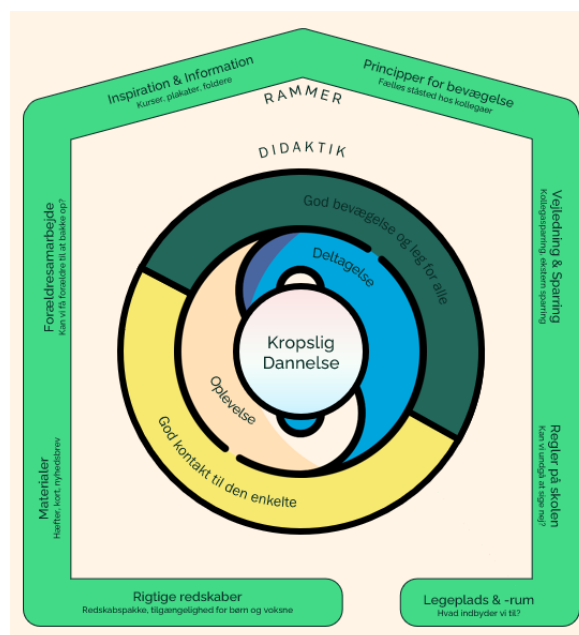 Inspiration & Information
Kurser, plakater, foldere
Principper for bevægelse
Fælles ståsted hos kollegaer
RAMMER
DIDAKTIK
Forældresamarbejde
Kan vi få forældre til at bakke op?
Vejledning & Sparring
Kollegasparring, ekstern sparring
God bevægelse og leg for alle
Deltagelse
Kropslig
Dannelse
Oplevelse
God kontakt til den enkelte
Materialer
Hæfter, kort, nyhedsbrev
Regler på skolen
Kan vi undgå at sige nej?
Rigtige redskaber
Redskabspakke, tilgængelighed for børn og voksne
Legeplads & -rum
Hvad indbyder vi til?